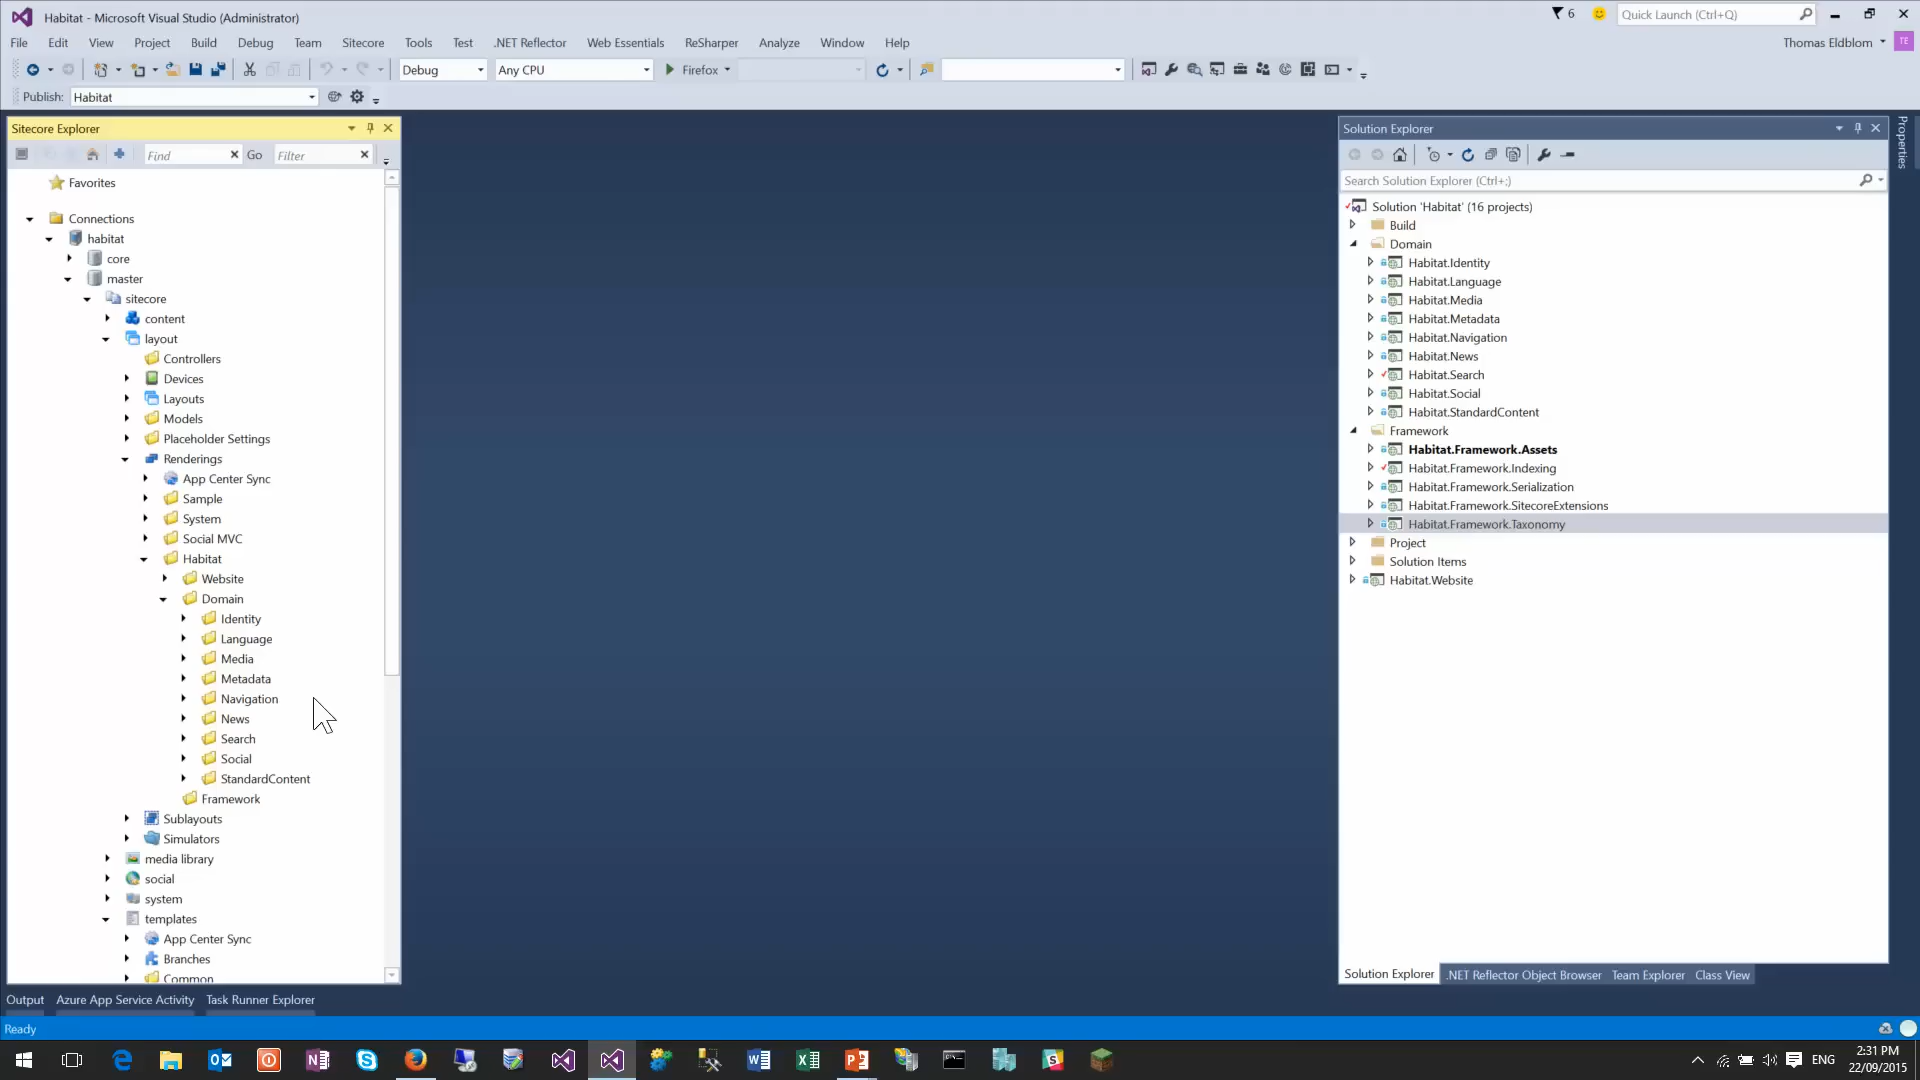 Habitat - Microsoft Visual Studio (Administrator)
6
Quick Launch (Ctrl+Q)
File Edit View Project Build Debug Team Sitecore Tools Test .NET Reflector Web Essentials ReSharper Analyze Window Help
Thomas Eldblom
TE
Debug Any CPU Firefox
Publish: Habitat
Sitecore Explorer
Find Go Filter
Favorites
Connections
habitat
core
master
sitecore
content
layout
Controllers
Devices
Layouts
Models
Placeholder Settings
Renderings
App Center Sync
Sample
System
Social MVC
Habitat
Website
Domain
Identity
Language
Media
Metadata
Navigation
News
Search
Social
StandardContent
Framework
Sublayouts
Simulators
media library
social
system
templates
App Center Sync
Branches
Common
Solution Explorer
Search Solution Explorer (Ctrl+;)
Solution 'Habitat' (16 projects)
Build
Domain
Habitat.Identity
Habitat.Language
Habitat.Media
Habitat.Metadata
Habitat.Navigation
Habitat.News
Habitat.Search
Habitat.Social
Habitat.StandardContent
Framework
Habitat.Framework.Assets
Habitat.Framework.Indexing
Habitat.Framework.Serialization
Habitat.Framework.SitecoreExtensions
Habitat.Framework.Taxonomy
Project
Solution Items
Habitat.Website
Properties
Solution Explorer .NET Reflector Object Browser Team Explorer Class View
Output Azure App Service Activity Task Runner Explorer
Ready
ENG
2:31 PM
22/09/2015